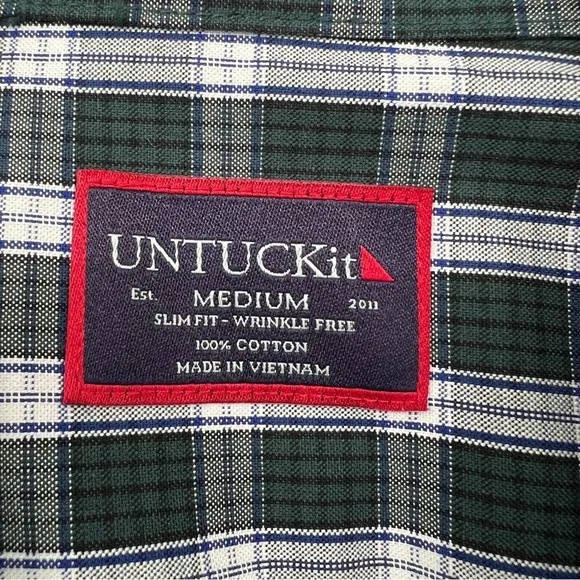 UNTUCKit
Est. MEDIUM 2011
SLIM FIT - WRINKLE FREE
100% COTTON
MADE IN VIETNAM